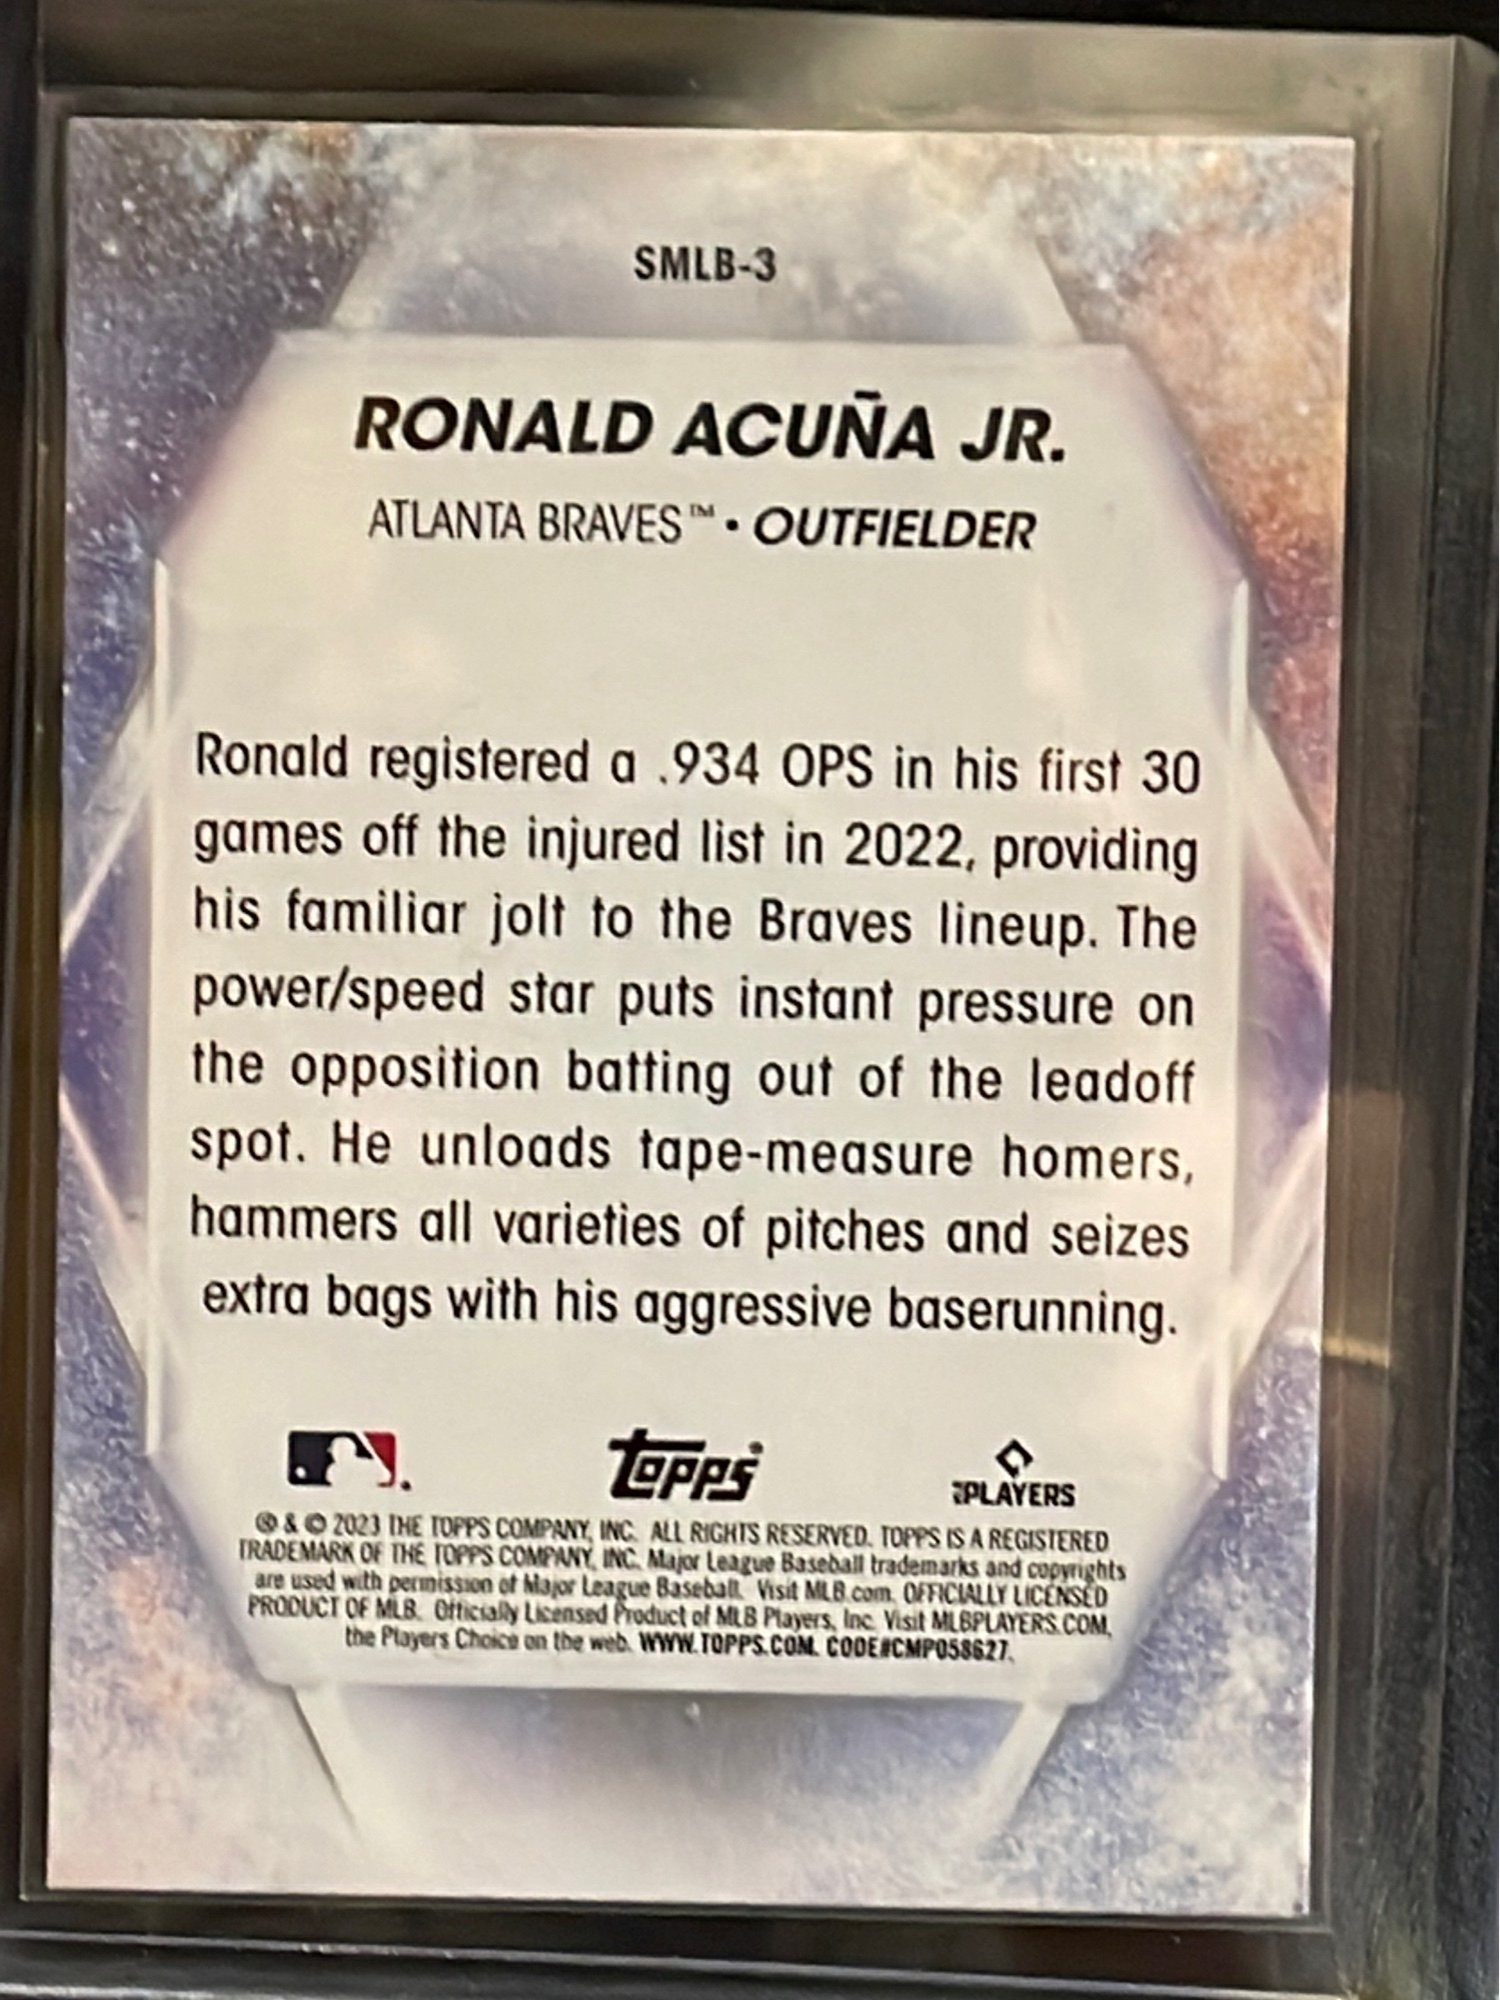 SMLB-3
RONALD ACUÑA JR.
ATLANTA BRAVES™ • OUTFIELDER
Ronald registered a .934 OPS in his first 30
games off the injured list in 2022, providing
his familiar jolt to the Braves lineup. The
power/speed star puts instant pressure on
the opposition batting out of the leadoff
spot. He unloads tape-measure homers,
hammers all varieties of pitches and seizes
extra bags with his aggressive baserunning.
topps® PLAYERS
® & © 2023 THE TOPPS COMPANY, INC. ALL RIGHTS RESERVED. TOPPS IS A REGISTERED
TRADEMARK OF THE TOPPS COMPANY, INC. Major League Baseball trademarks and copyrights
are used with permission of Major League Baseball. Visit MLB.com. OFFICIALLY LICENSED
PRODUCT OF MLB. Officially Licensed Product of MLB Players, Inc. Visit MLBPLAYERS.COM,
the Players Choice on the web. WWW.TOPPS.COM. CODE#CMP058627.